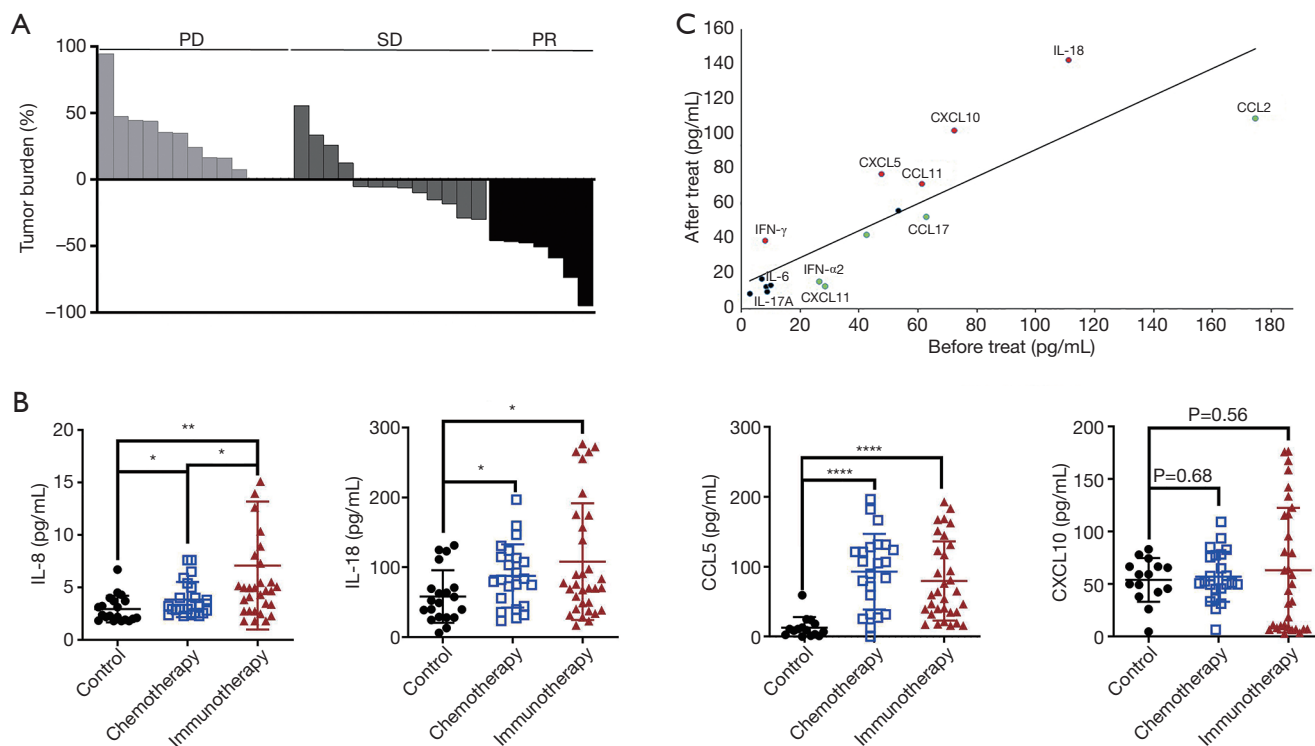 A
PD
SD
PR
Tumor burden (%)
100
50
0
−50
−100
C
After treat (pg/mL)
160
140
120
100
80
60
40
20
0
0
20
40
60
80
100
120
140
160
180
Before treat (pg/mL)
IL-18
CXCL10
CCL2
CXCL5
CCL11
CCL17
IFN-γ
IL-6
IFN-α2
IL-17A
CXCL11
B
IL-8 (pg/mL)
20
15
10
5
0
**
*
*
Control
Chemotherapy
Immunotherapy
IL-18 (pg/mL)
300
200
100
0
*
*
Control
Chemotherapy
Immunotherapy
CCL5 (pg/mL)
300
200
100
0
****
****
Control
Chemotherapy
Immunotherapy
CXCL10 (pg/mL)
200
150
100
50
0
P=0.56
P=0.68
Control
Chemotherapy
Immunotherapy